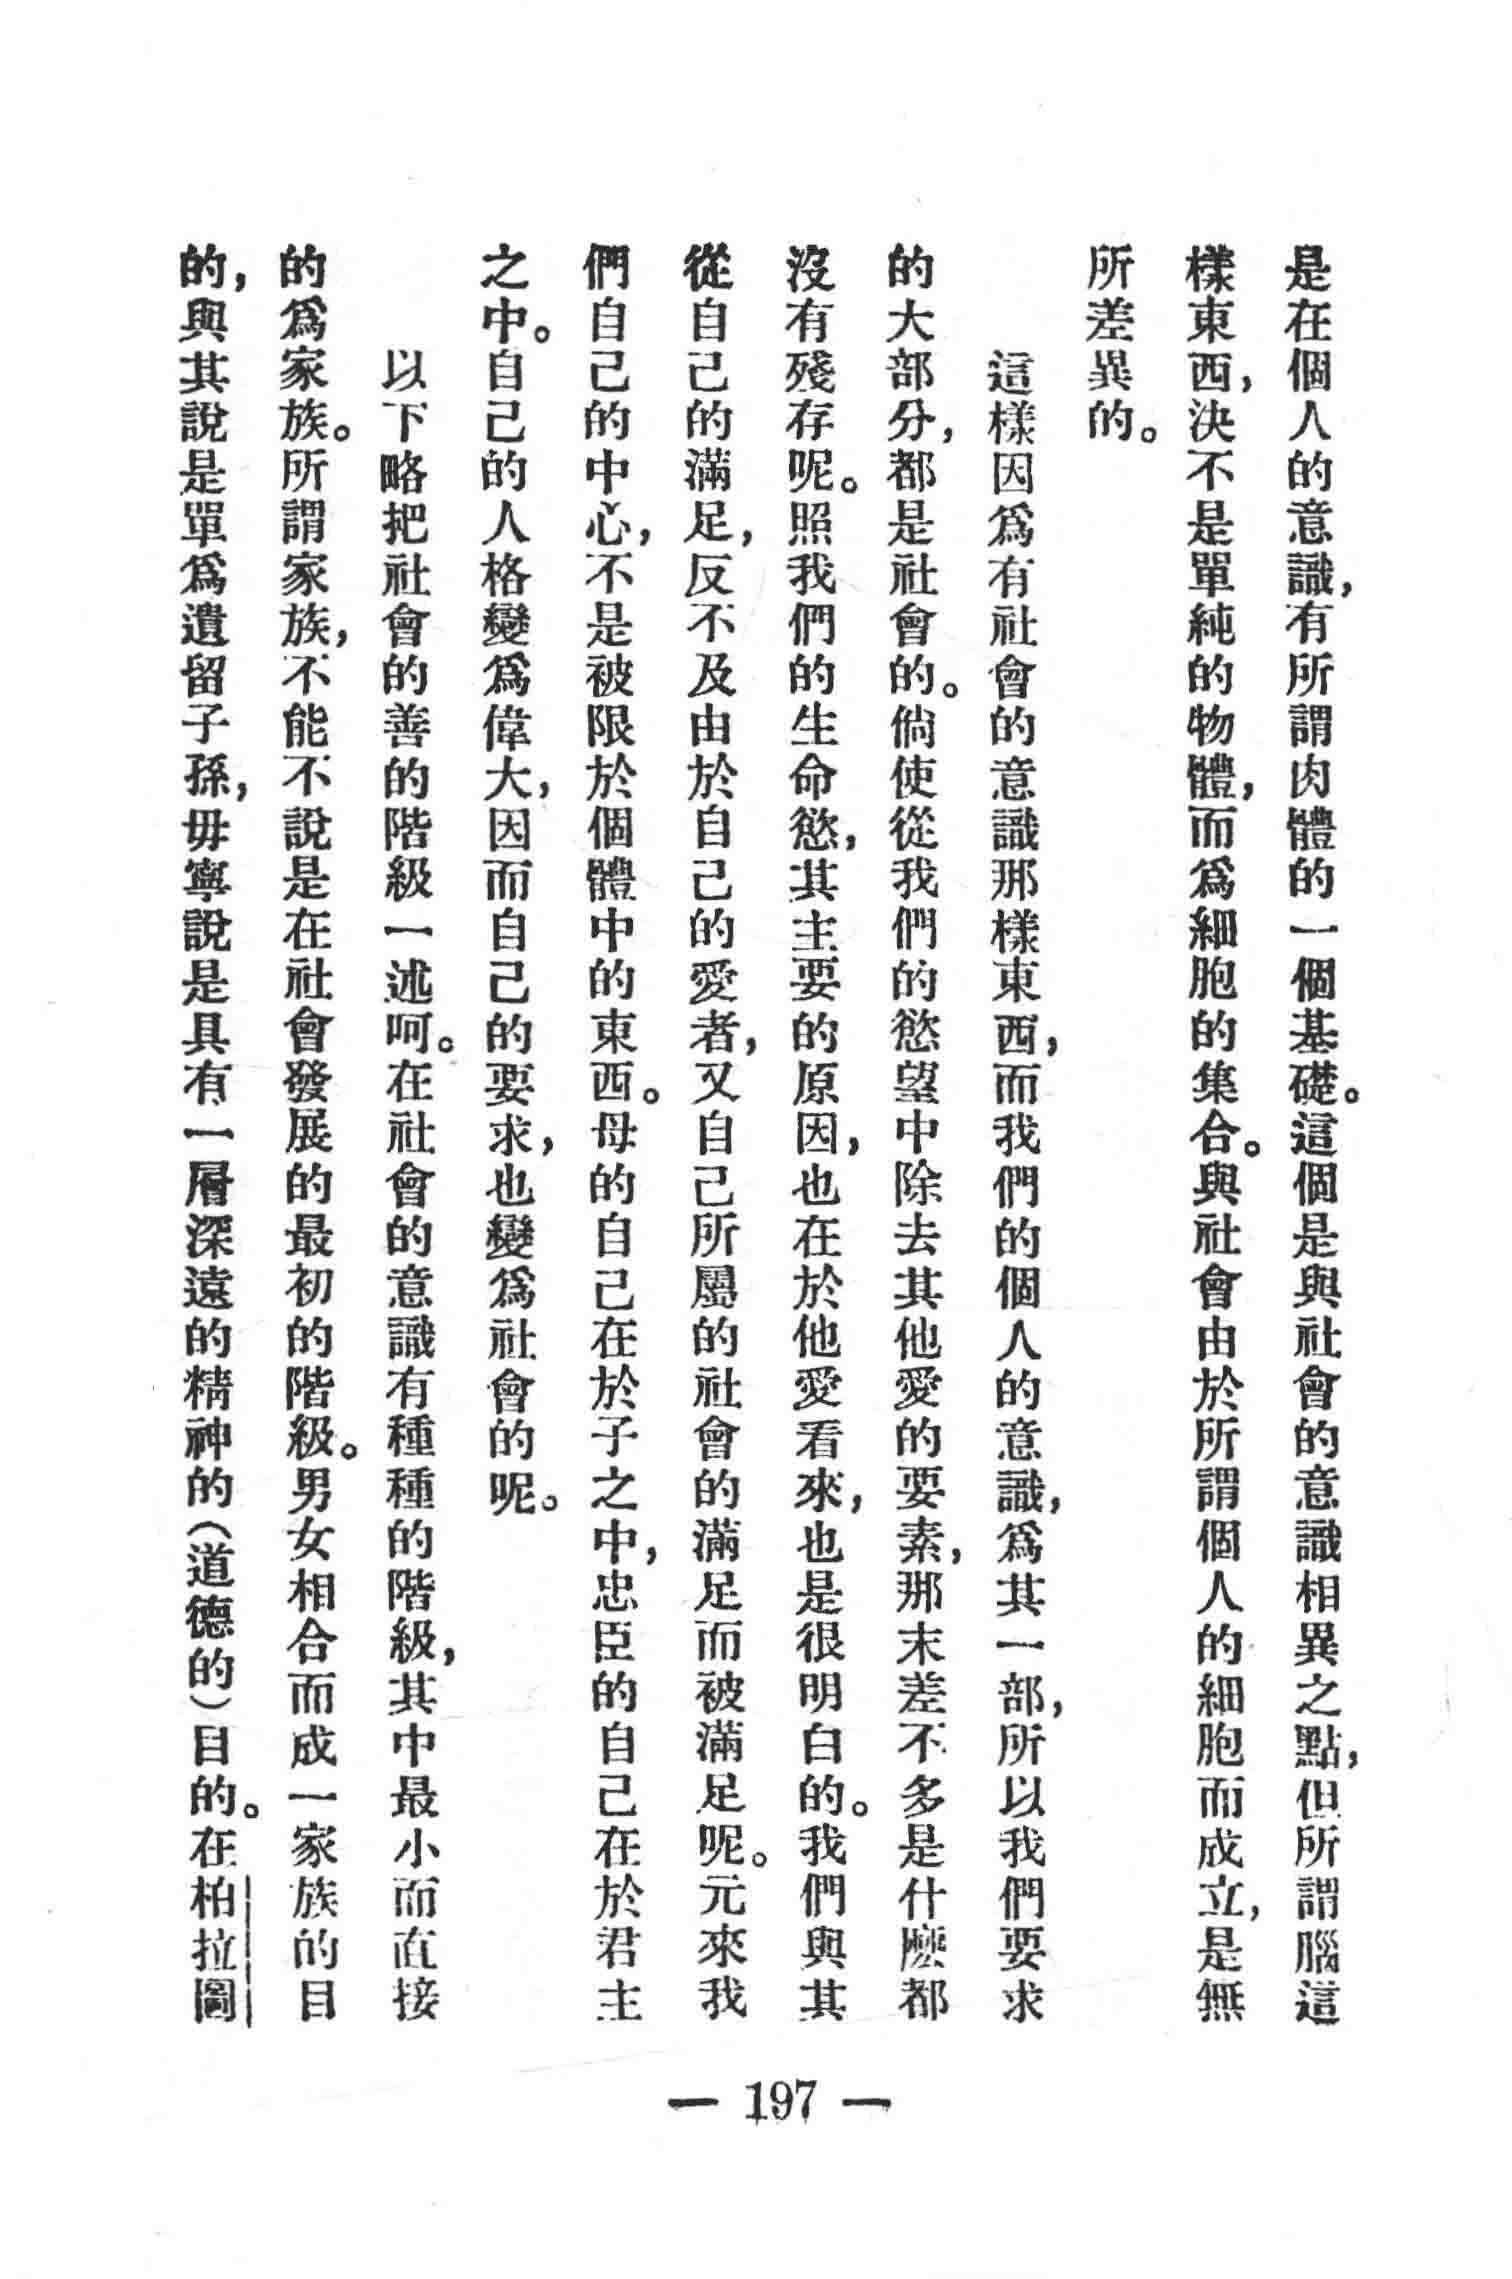 是在個人的意識，有所謂肉體的一個基礎。這個是與社會的意識相異之點，但所謂腦這
樣東西，決不是單純的物體，而爲細胞的集合。與社會由於所謂個人的細胞而成立，是無
所差異的。
這樣因爲有社會的意識那樣東西，而我們的個人的意識，爲其一部，所以我們要求
的大部分，都是社會的。倘使從我們的慾望中除去其他愛的要素，那末差不多是什麼都
沒有殘存呢。照我們的生命慾，其主要的原因，也在於他愛看來，也是很明白的。我們與其
從自己的滿足，反不及由於自己的愛者，又自己所屬的社會的滿足而被滿足呢。元來我
們自己的中心，不是被限於個體中的東西。母的自己在於子之中，忠臣的自己在於君主
之中。自己的人格變爲偉大，因而自己的要求，也變爲社會的呢。
以下略把社會的善的階級一述呵。在社會的意識有種種的階級，其中最小而直接
的爲家族。所謂家族，不能不說是在社會發展的最初的階級。男女相合而成一家族的目
的，與其說是單爲遺留子孫，毋寧說是具有一層深遠的精神的（道德的）目的。在柏拉圖
— 197 —